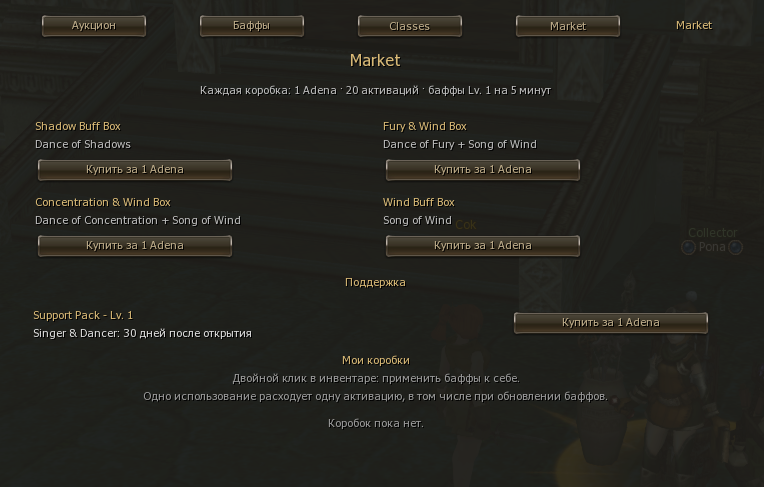 Аукцион
Баффы
Classes
Market
Market
Market
Каждая коробка: 1 Adena · 20 активаций · баффы Lv. 1 на 5 минут
Shadow Buff Box
Dance of Shadows
Купить за 1 Adena
Fury & Wind Box
Dance of Fury + Song of Wind
Купить за 1 Adena
Concentration & Wind Box
Dance of Concentration + Song of Wind
Купить за 1 Adena
Wind Buff Box
Song of Wind
Cok
Купить за 1 Adena
Collector
Pona
Поддержка
Support Pack - Lv. 1
Singer & Dancer: 30 дней после открытия
Купить за 1 Adena
Мои коробки
Двойной клик в инвентаре: применить баффы к себе.
Одно использование расходует одну активацию, в том числе при обновлении баффов.
Коробок пока нет.